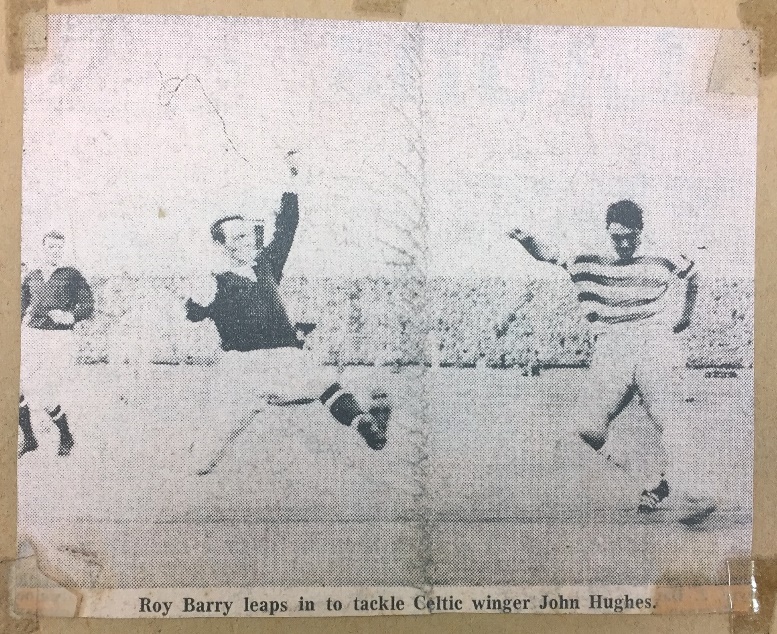 Roy Barry leaps in to tackle Celtic winger John Hughes.